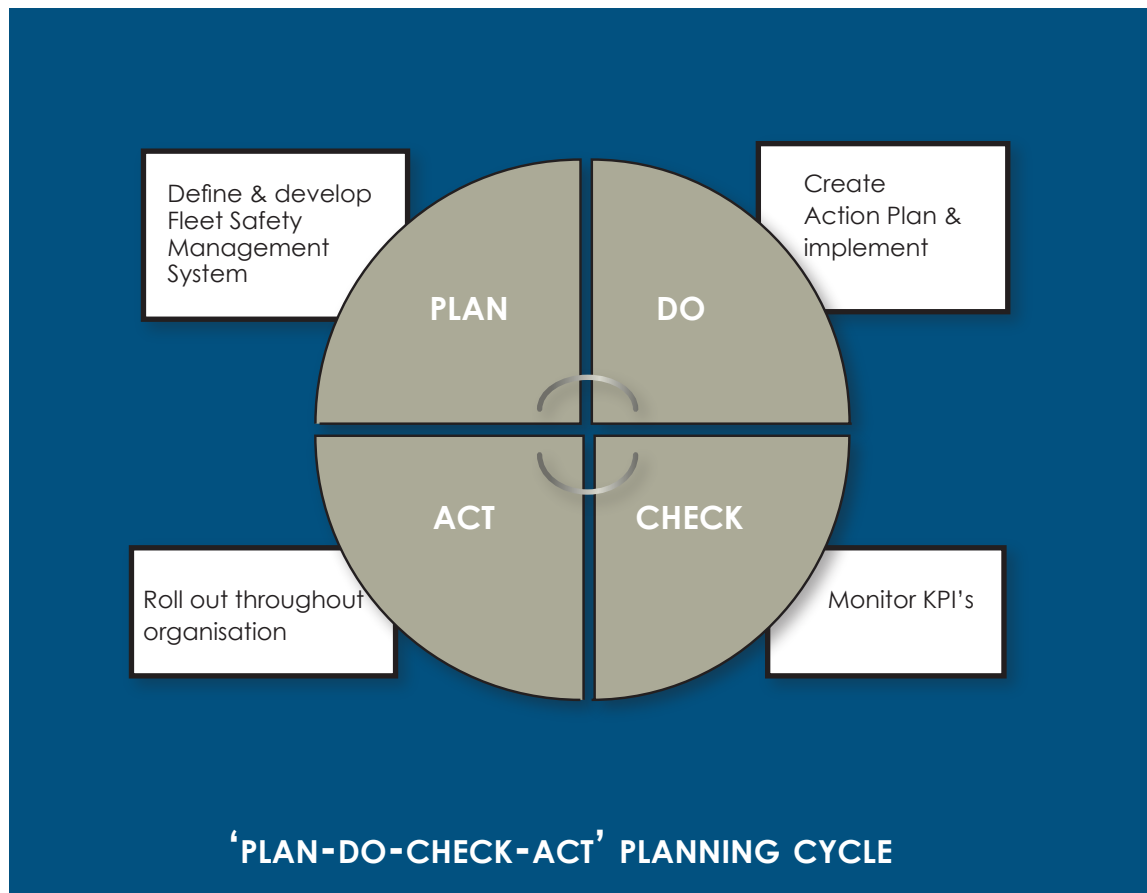 Define & develop
Fleet Safety
Management
System
PLAN
DO
Create
Action Plan &
implement
ACT
CHECK
Roll out throughout
organisation
Monitor KPI's
‘PLAN-DO-CHECK-ACT’ PLANNING CYCLE